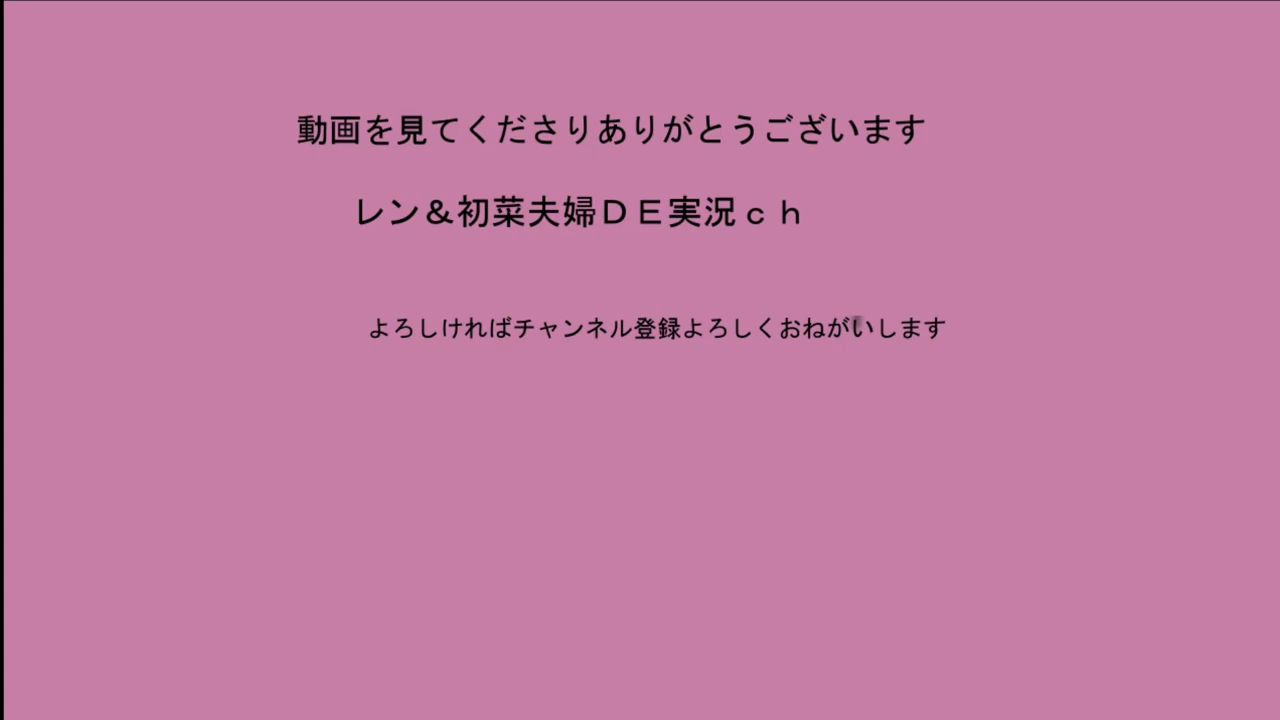 動画を見てくださりありがとうございます
レン＆初菜夫婦ＤＥ実況ｃｈ
よろしければチャンネル登録よろしくおねがいします